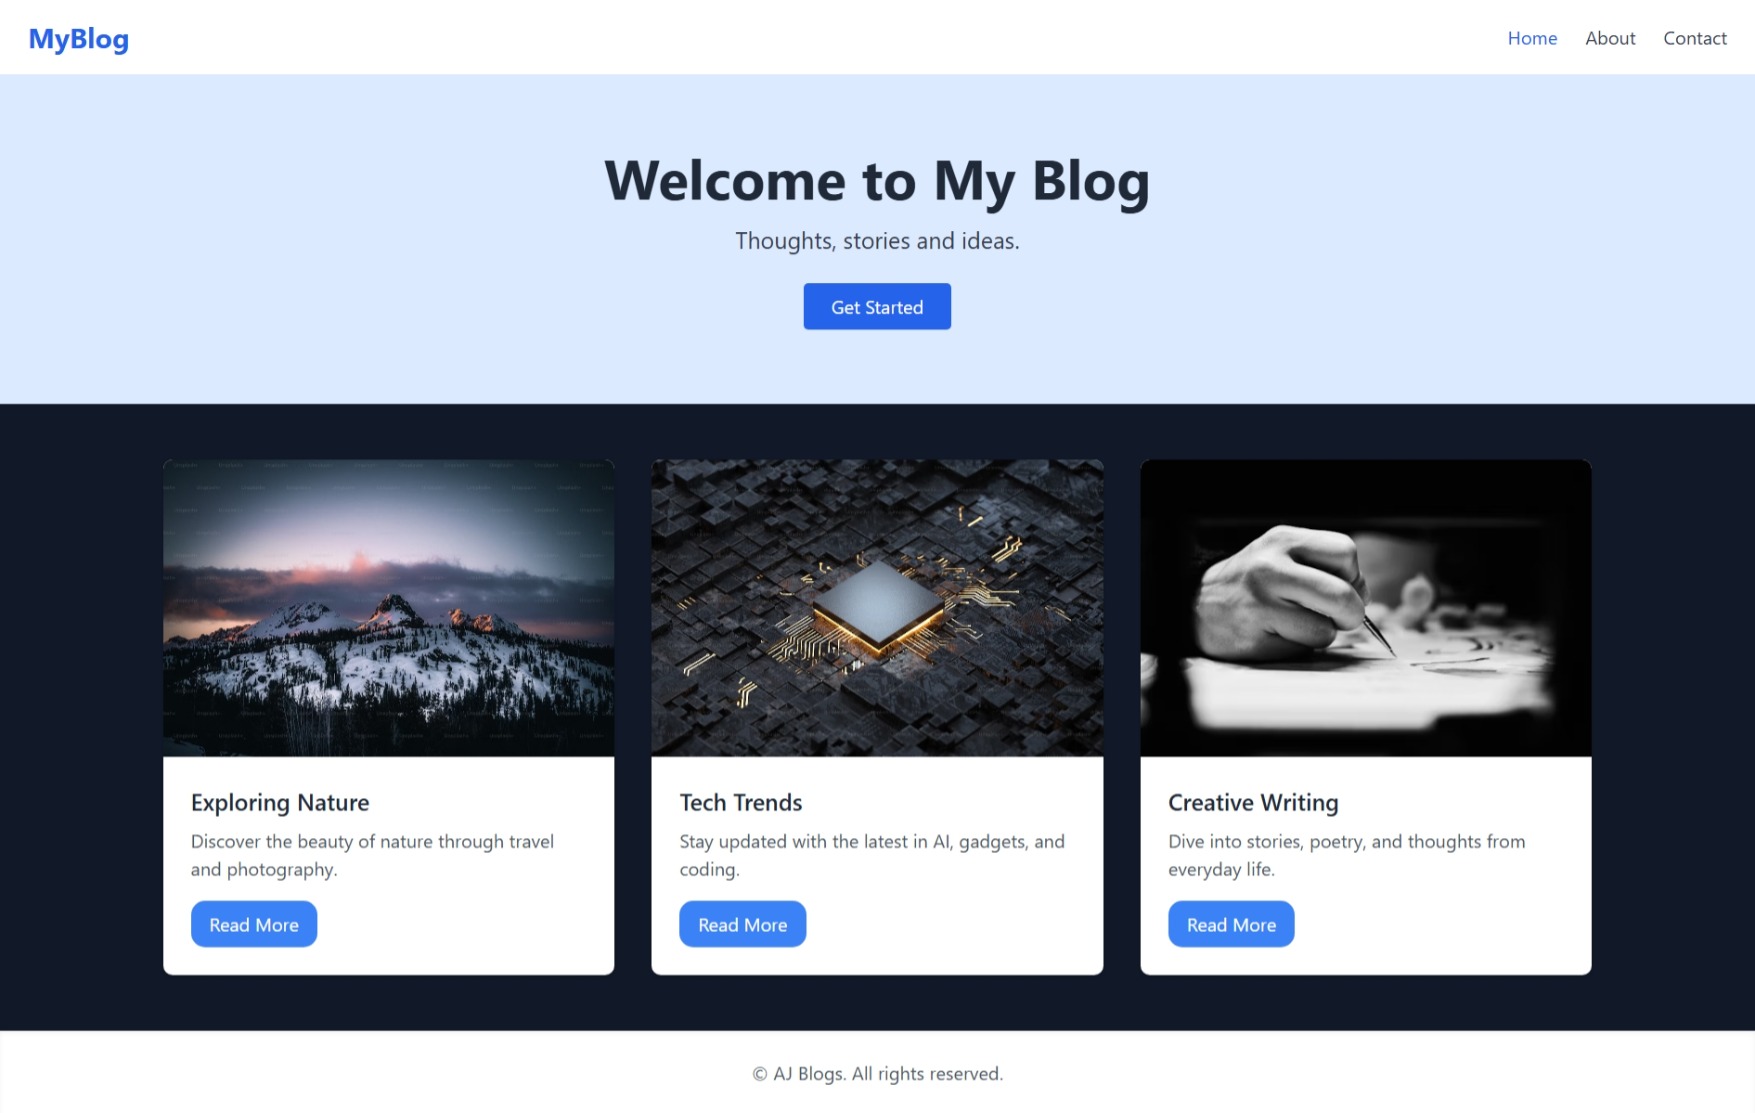 MyBlog
Home
About
Contact
Welcome to My Blog
Thoughts, stories and ideas.
Get Started
Exploring Nature
Discover the beauty of nature through travel
and photography.
Read More
Tech Trends
Stay updated with the latest in AI, gadgets, and
coding.
Read More
Creative Writing
Dive into stories, poetry, and thoughts from
everyday life.
Read More
© AJ Blogs. All rights reserved.